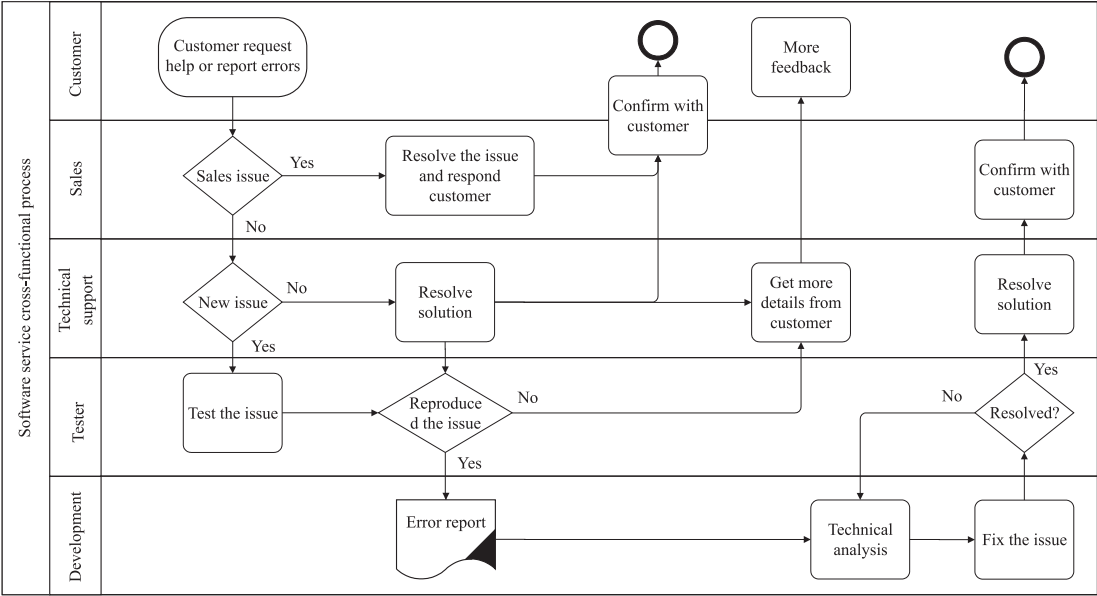 Software service cross-functional process
Customer
Customer request
help or report errors
Confirm with
customer
More
feedback
Sales
Sales issue
Yes
No
Resolve the issue
and respond
customer
Confirm with
customer
Technical
support
New issue
No
Yes
Resolve
solution
Get more
details from
customer
Resolve
solution
Tester
Test the issue
Reproduce
d the issue
No
Yes
No
Resolved?
Yes
Development
Error report
Technical
analysis
Fix the issue